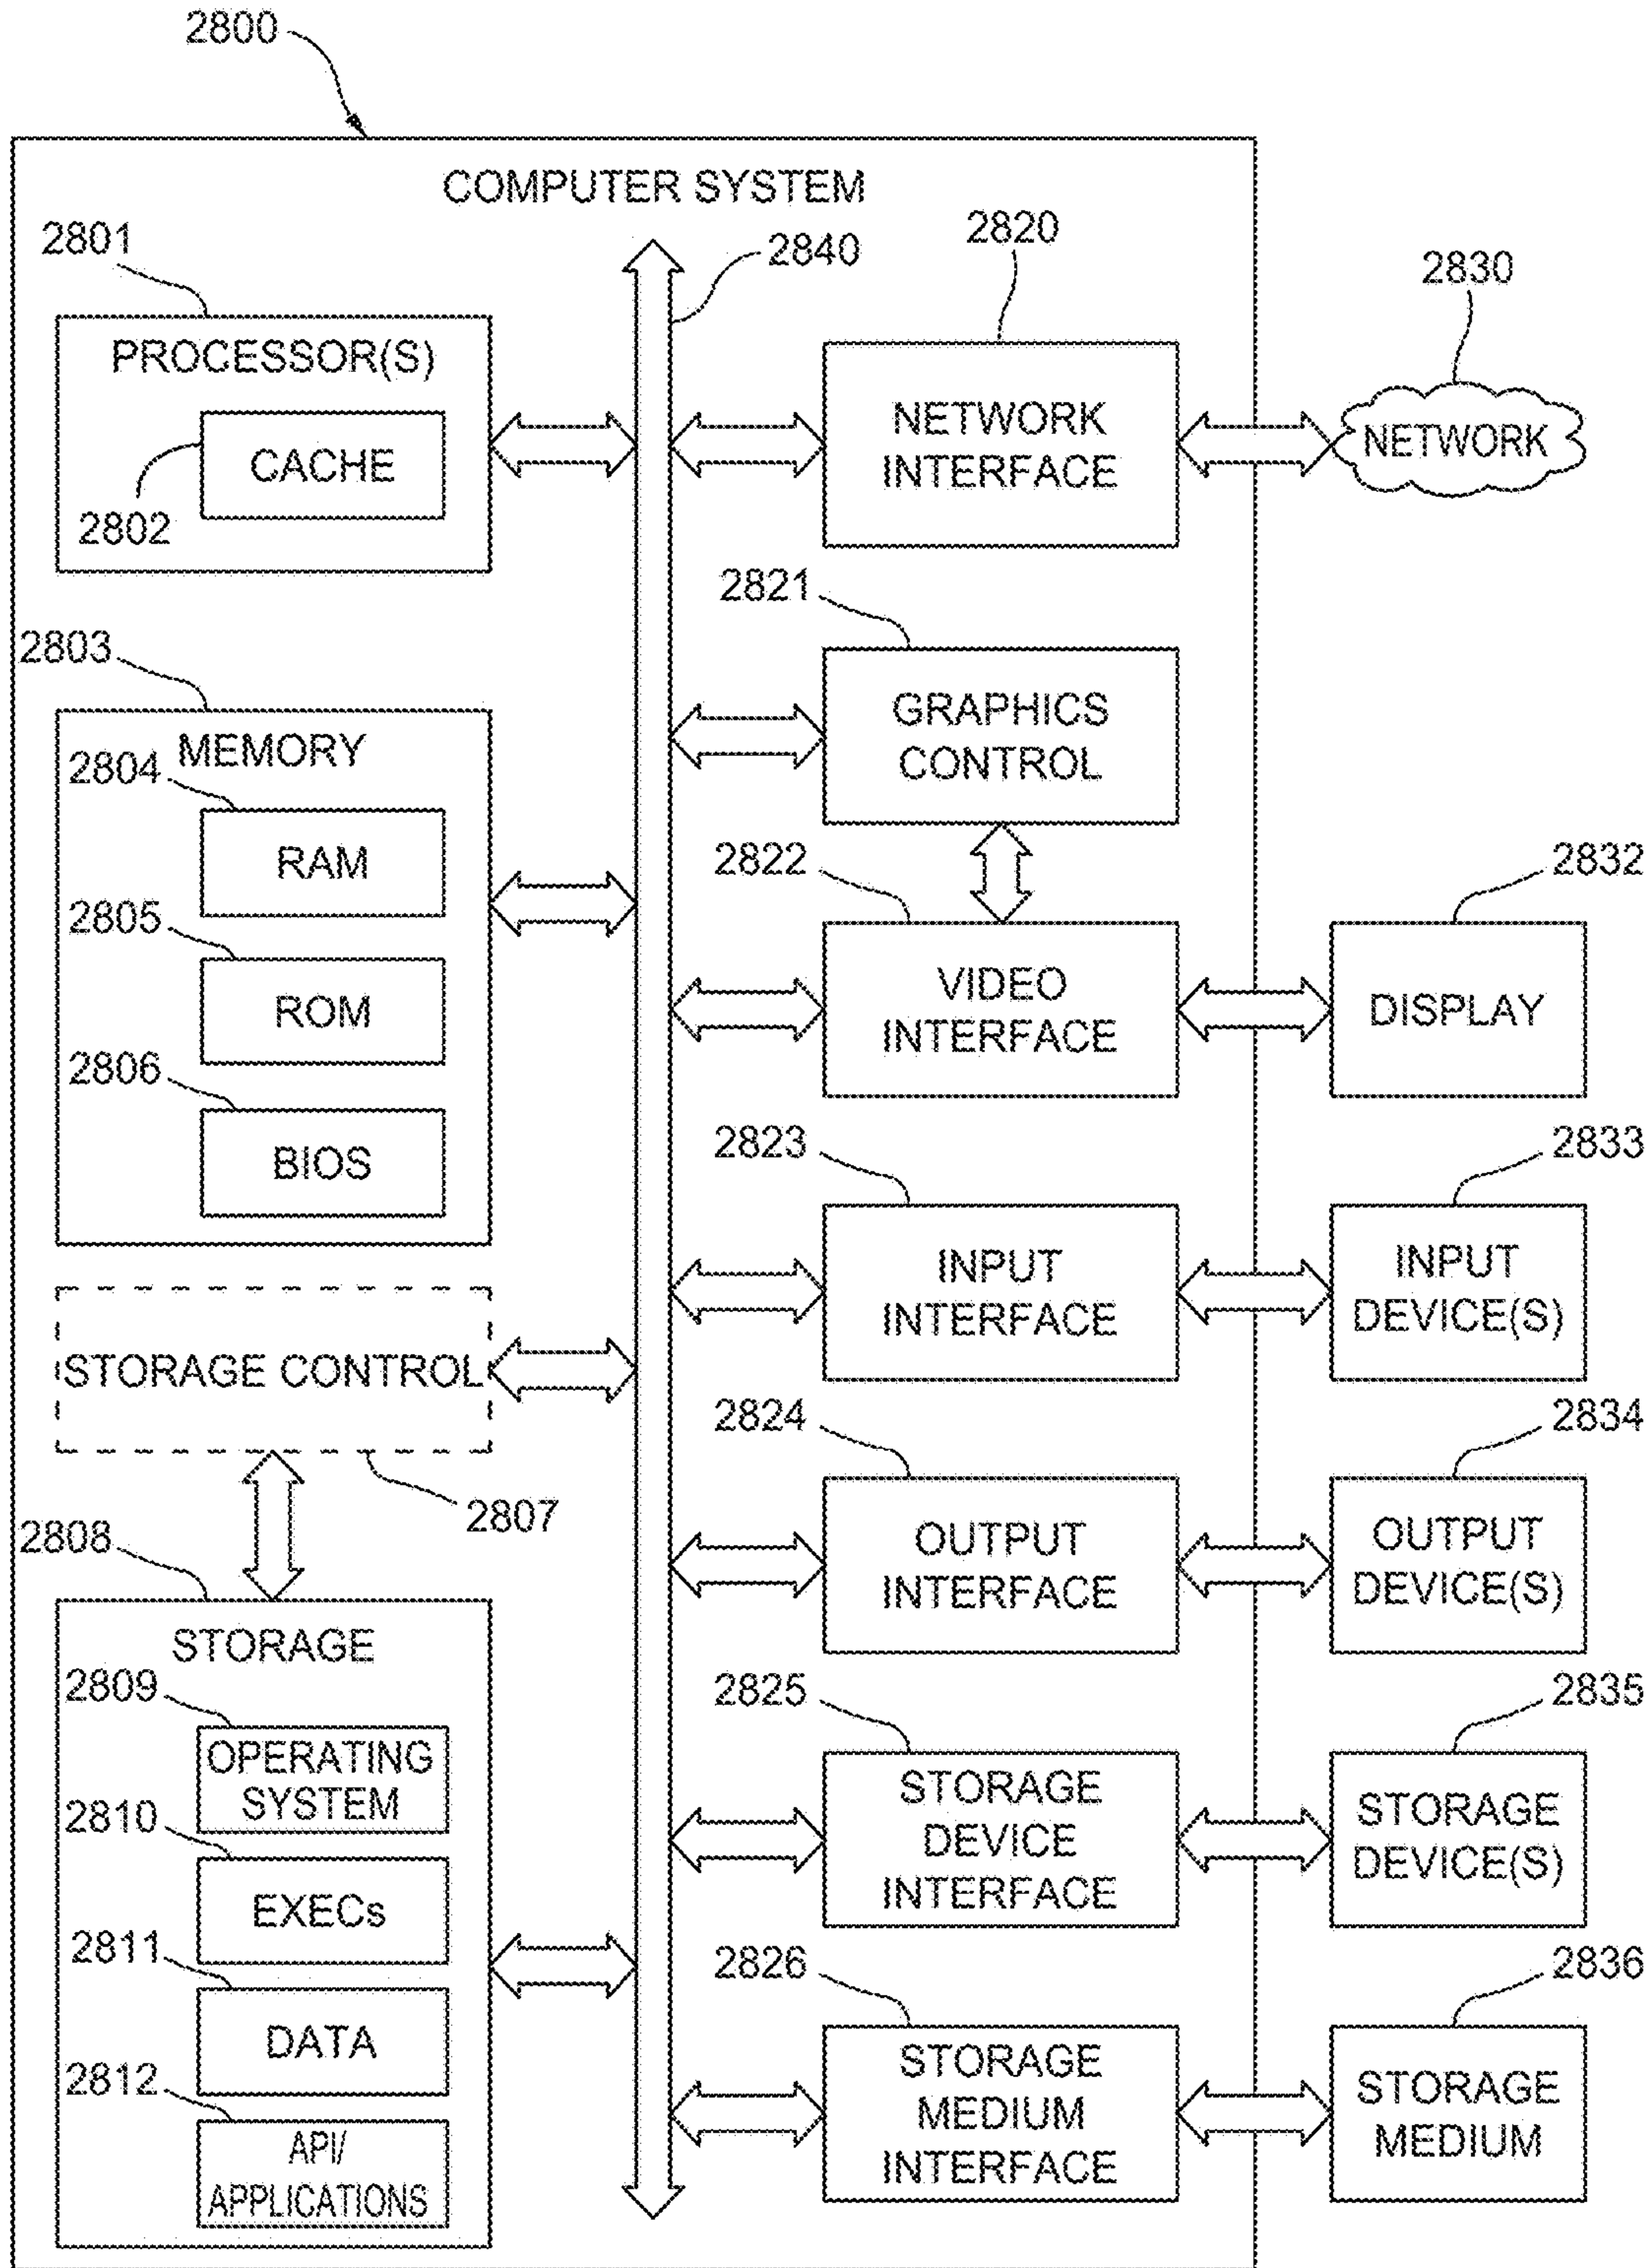 2800
COMPUTER SYSTEM
2801
PROCESSOR(S)
CACHE
2802
2803
MEMORY
2804
RAM
2805
ROM
2806
BIOS
STORAGE CONTROL
2807
2808
STORAGE
2809
OPERATING
SYSTEM
2810
EXECs
2811
DATA
2812
API/
APPLICATIONS
2840
2820
NETWORK
INTERFACE
2830
NETWORK
2821
GRAPHICS
CONTROL
2822
VIDEO
INTERFACE
2832
DISPLAY
2823
INPUT
INTERFACE
2833
INPUT
DEVICE(S)
2824
OUTPUT
INTERFACE
2834
OUTPUT
DEVICE(S)
2825
STORAGE
DEVICE
INTERFACE
2835
STORAGE
DEVICE(S)
2826
STORAGE
MEDIUM
INTERFACE
2836
STORAGE
MEDIUM